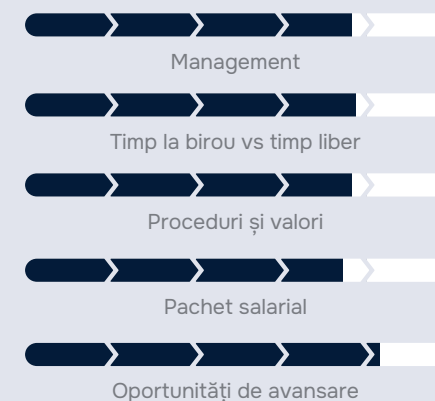 Management
Timp la birou vs timp liber
Proceduri și valori
Pachet salarial
Oportunități de avansare